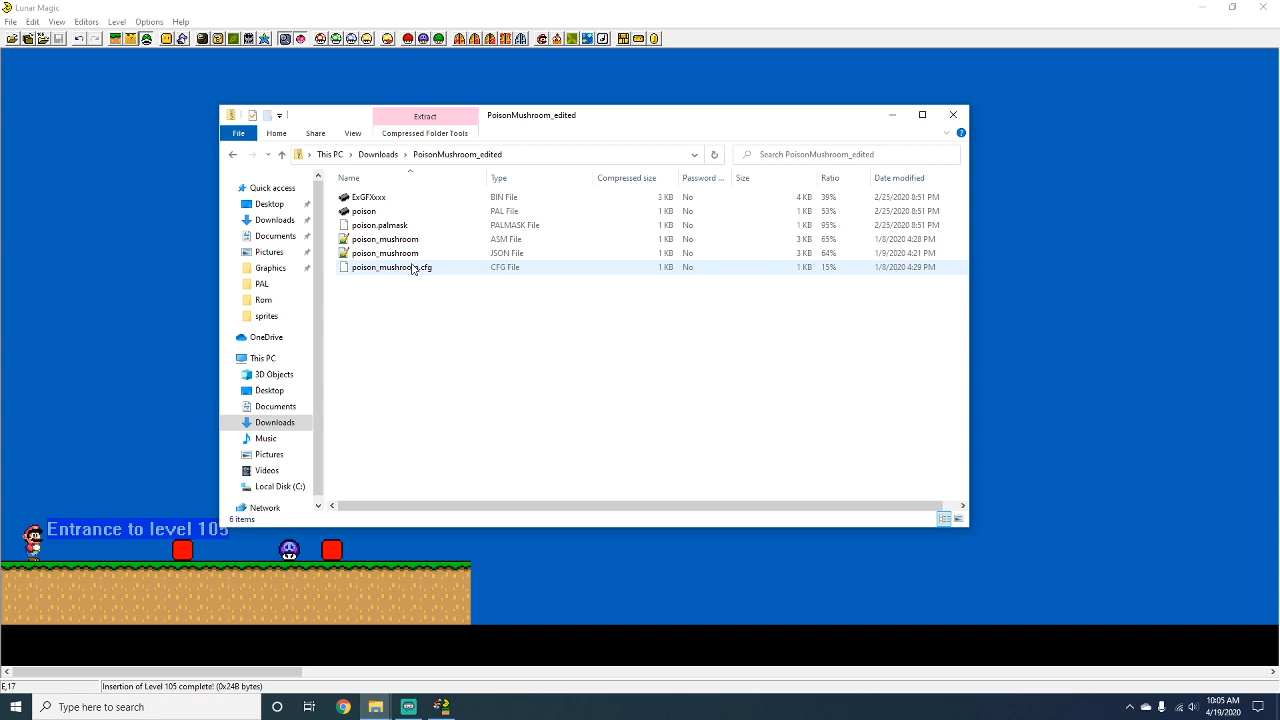 Lunar Magic
File Edit View Editors Level Options Help
Extract PoisonMushroom_edited
File Home Share View Compressed Folder Tools
This PC > Downloads > PoisonMushroom_edited
Search PoisonMushroom_edited
Name Type Compressed size Password ... Size Ratio Date modified
Quick access
Desktop
Downloads
Documents
Pictures
Graphics
PAL
Rom
sprites
OneDrive
This PC
3D Objects
Desktop
Documents
Downloads
Music
Pictures
Videos
Local Disk (C:)
Network
ExGFXxxx BIN File 3 KB No 4 KB 39% 2/25/2020 8:51 PM
poison PAL File 1 KB No 1 KB 53% 2/25/2020 8:51 PM
poison.palmask PALMASK File 1 KB No 1 KB 95% 2/25/2020 8:51 PM
poison_mushroom ASM File 1 KB No 3 KB 65% 1/8/2020 4:28 PM
poison_mushroom JSON File 1 KB No 3 KB 64% 1/9/2020 4:21 PM
poison_mushroom.cfg CFG File 1 KB No 1 KB 15% 1/8/2020 4:29 PM
6 items
Entrance to level 105
E,17 Insertion of Level 105 complete! (0x24B bytes)
Type here to search
10:05 AM
4/19/2020